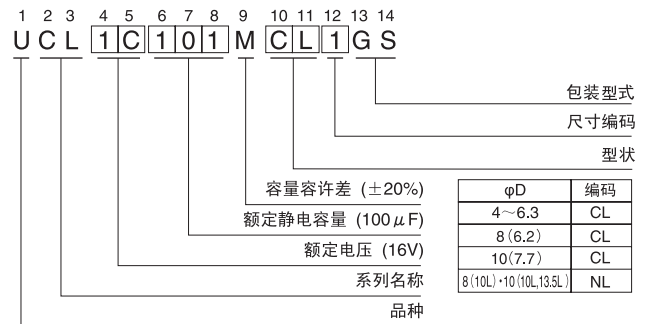 1 2 3 4 5 6 7 8 9 10 11 12 13 14
U C L 1 C 1 0 1 M C L 1 G S
包装型式
尺寸编码
型状
容量容许差 (±20%)
额定静电容量 (100μF)
额定电压 (16V)
系列名称
品种
φD 编码
4～6.3 CL
8(6.2) CL
10(7.7) CL
8(10L)・10(10L,13.5L) NL